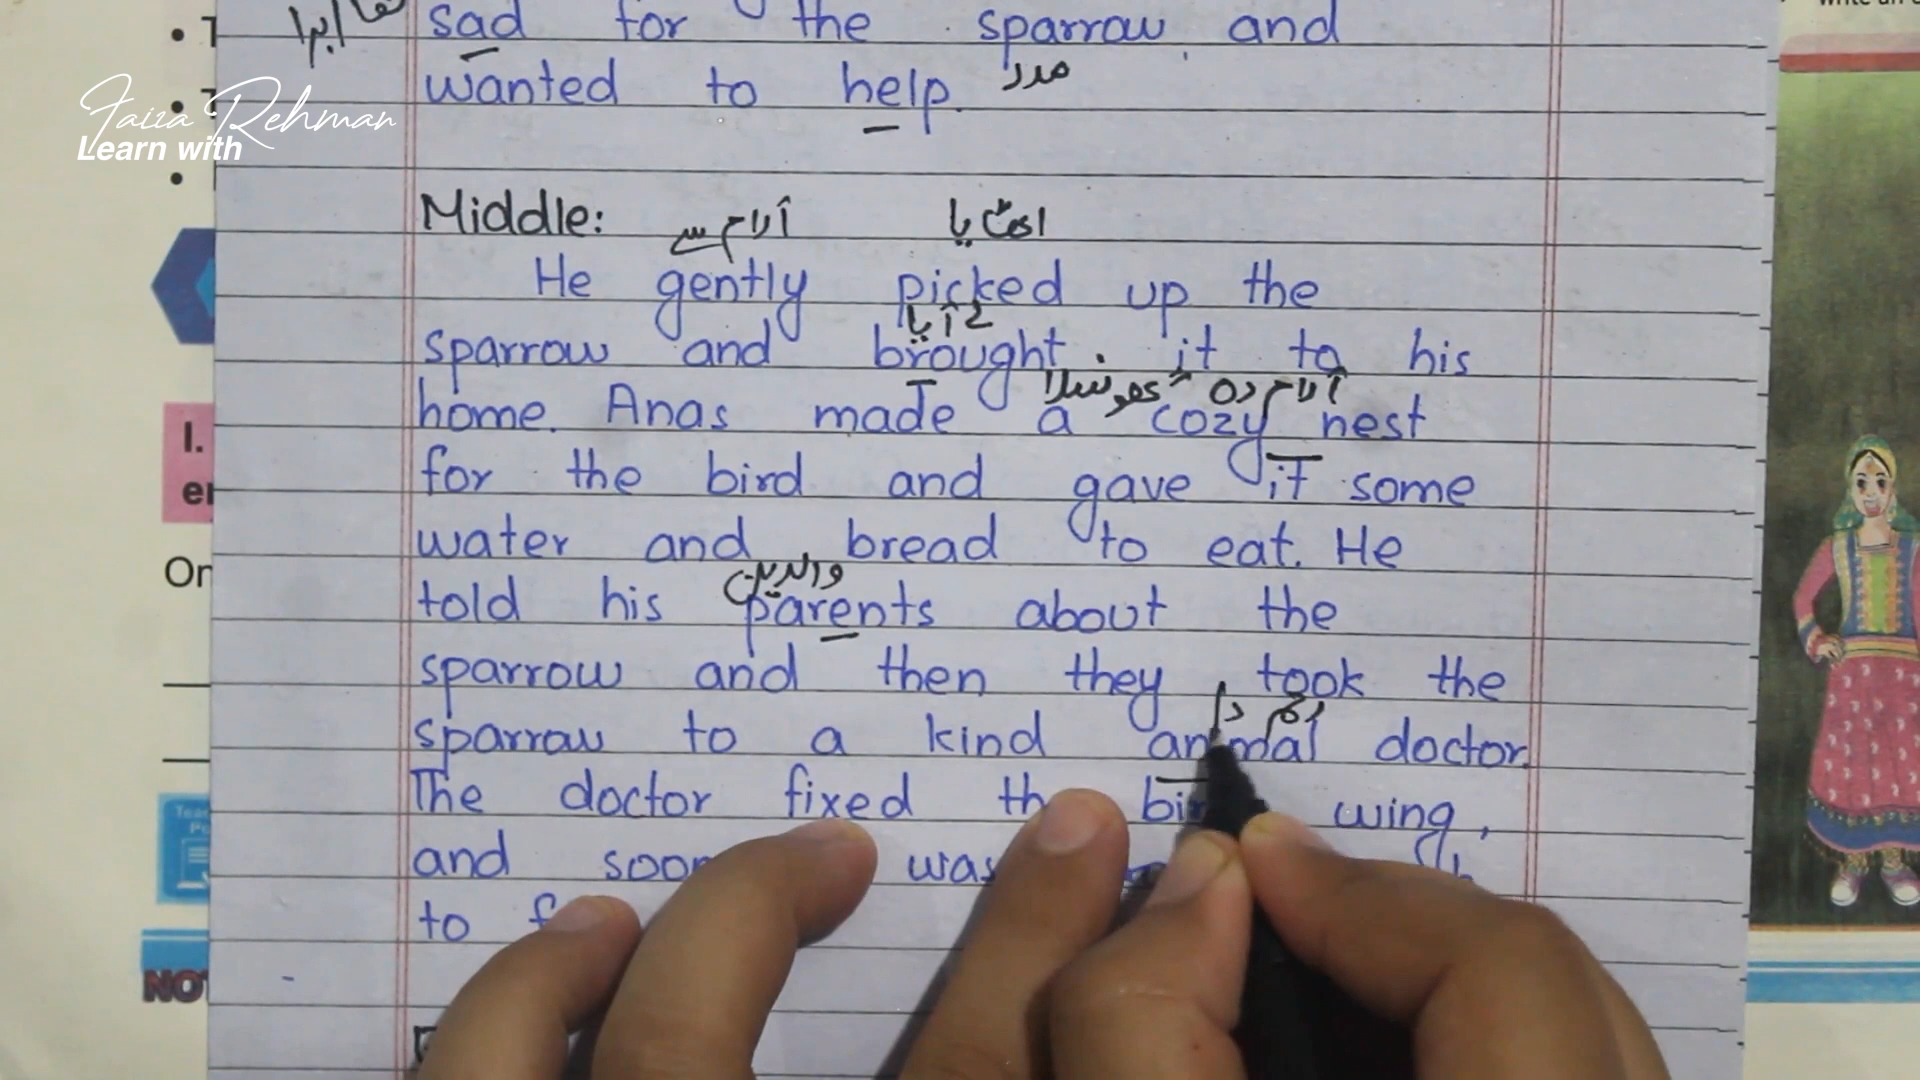 sad for the sparrow and
wanted to help. مدد
Faiza Rehman
Learn with
Middle: آرام سے اٹھایا
He gently picked up the
لے آیا
sparrow and brought it to his
آرام دہ گھونسلا
home. Anas made a cozy nest
for the bird and gave it some
water and bread to eat. He
والدین
told his parents about the
sparrow and then they took the
رحم دل
sparrow to a kind animal doctor.
The doctor fixed wing,
and was
to
I.
Or